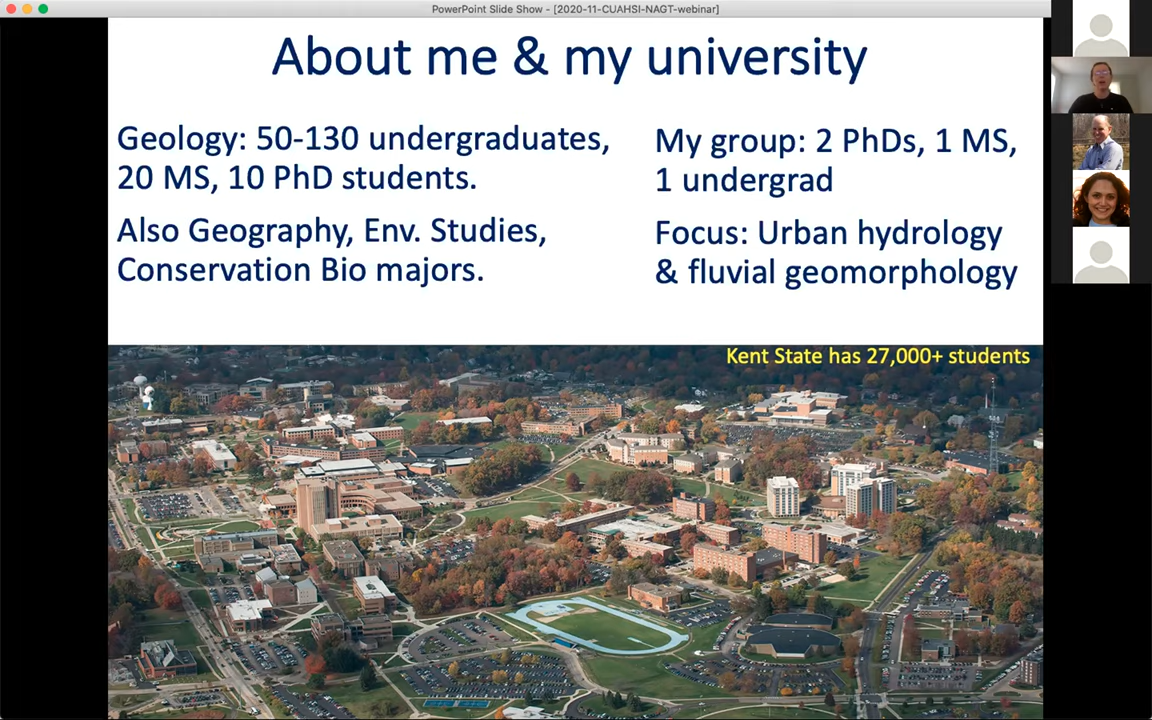 PowerPoint Slide Show - [2020-11-CUAHSI-NAGT-webinar]
About me & my university
Geology: 50-130 undergraduates,
20 MS, 10 PhD students.
Also Geography, Env. Studies,
Conservation Bio majors.
My group: 2 PhDs, 1 MS,
1 undergrad
Focus: Urban hydrology
& fluvial geomorphology
Kent State has 27,000+ students